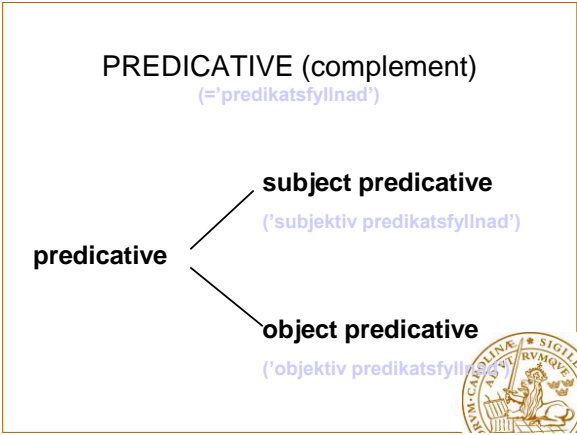 PREDICATIVE (complement)
(='predikatsfyllnad')
subject predicative
('subjektiv predikatsfyllnad')
predicative
object predicative
('objektiv predikatsfyllnad')